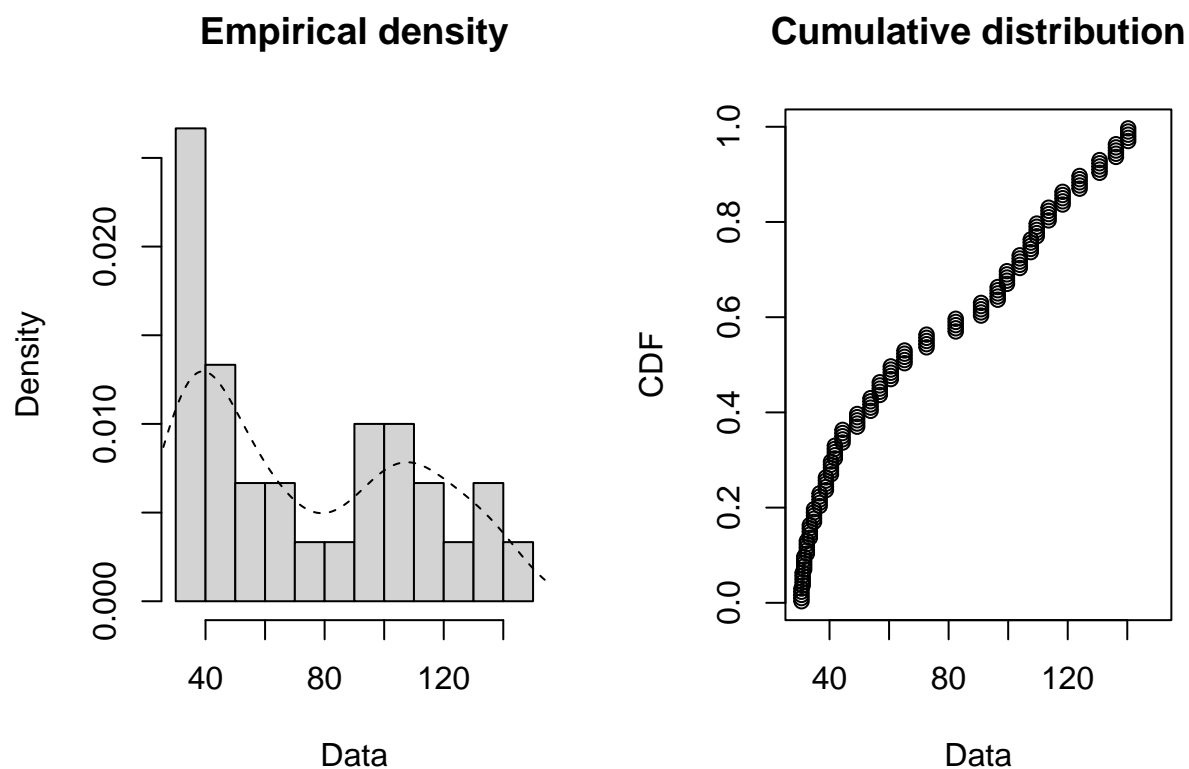 Empirical density
Density
0.000
0.010
0.020
40
80
120
Data
Cumulative distribution
CDF
0.0
0.2
0.4
0.6
0.8
1.0
40
80
120
Data